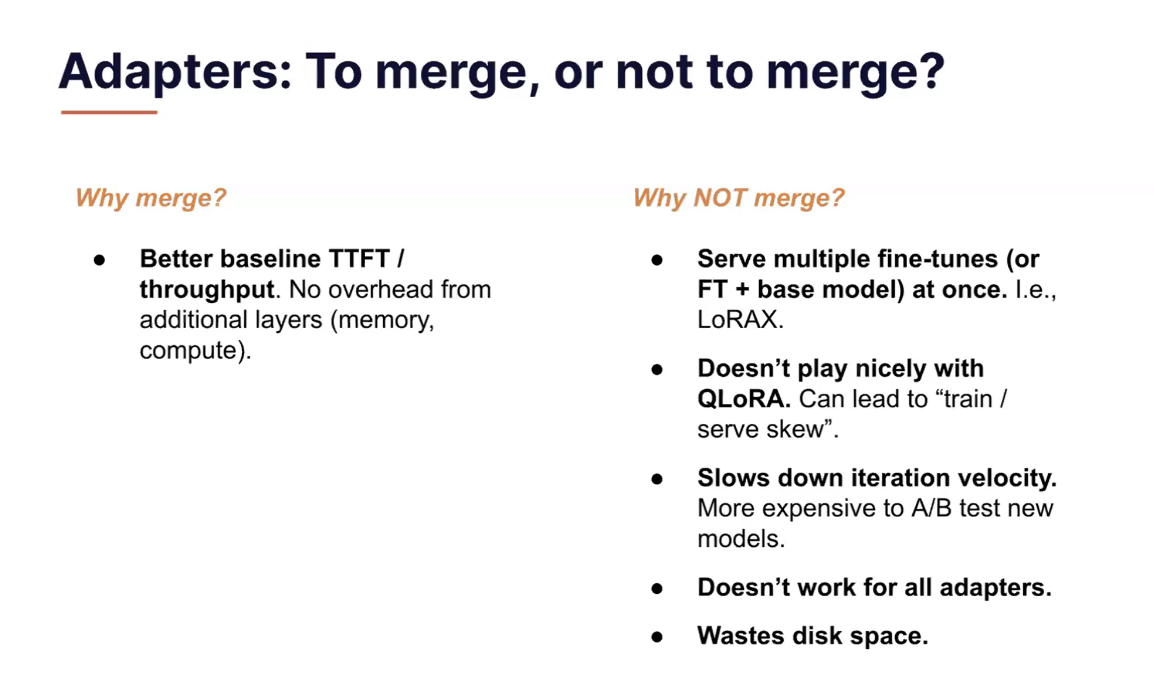 Adapters: To merge, or not to merge?
Why merge?
● Better baseline TTFT /
throughput. No overhead from
additional layers (memory,
compute).
Why NOT merge?
● Serve multiple fine-tunes (or
FT + base model) at once. I.e.,
LoRAX.
● Doesn’t play nicely with
QLoRA. Can lead to “train /
serve skew”.
● Slows down iteration velocity.
More expensive to A/B test new
models.
● Doesn’t work for all adapters.
● Wastes disk space.